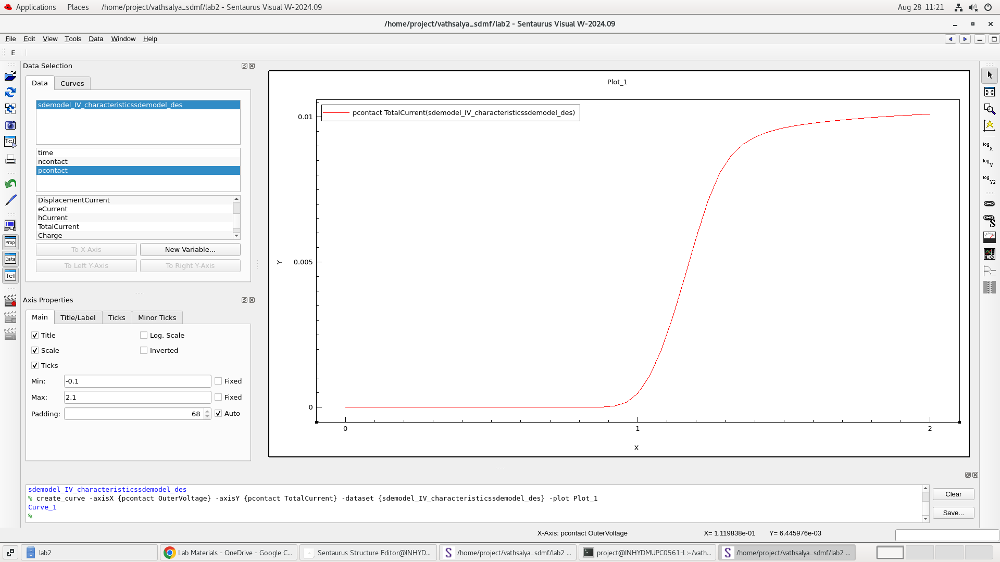 Applications Places /home/project/vathsalya_sdmf/lab2 - Sentaurus Visual W-2024.09 Aug 28 11:21
/home/project/vathsalya_sdmf/lab2 - Sentaurus Visual W-2024.09
File Edit View Tools Data Window Help
E
Data Selection
Data Curves
sdemodel_IV_characteristicssdemodel_des
time
ncontact
pcontact
DisplacementCurrent
eCurrent
hCurrent
TotalCurrent
Charge
To X-Axis New Variable...
To Left Y-Axis To Right Y-Axis
Axis Properties
Main Title/Label Ticks Minor Ticks
Title Log. Scale
Scale Inverted
Ticks
Min: -0.1 Fixed
Max: 2.1 Fixed
Padding: 68 Auto
Tcl
Prop
Data
Tcl
Plot_1
pcontact TotalCurrent(sdemodel_IV_characteristicssdemodel_des)
0.01
0.005
0
Y
0 1 2
X
log X
log Y
log Y2
S
sdemodel_IV_characteristicssdemodel_des
% create_curve -axisX {pcontact OuterVoltage} -axisY {pcontact TotalCurrent} -dataset {sdemodel_IV_characteristicssdemodel_des} -plot Plot_1
Curve_1
%
Clear
Save...
X-Axis: pcontact OuterVoltage X= 1.119838e-01 Y= 6.445976e-03
lab2 Lab Materials - OneDrive - Google C... Sentaurus Structure Editor@INHYD... /home/project/vathsalya_sdmf/lab2 ... project@INHYDMUPC0561-L:~/vath... /home/project/vathsalya_sdmf/lab2 ...